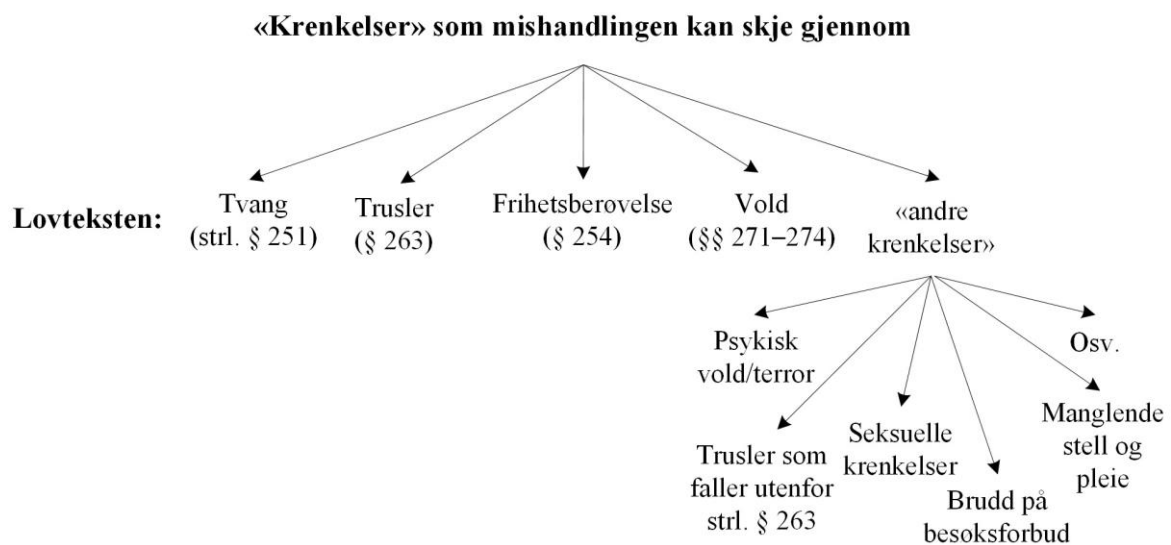 «Krenkelser» som mishandlingen kan skje gjennom
Lovteksten:
Tvang
(strl. § 251)
Trusler
(§ 263)
Frihetsberøvelse
(§ 254)
Vold
(§§ 271–274)
«andre
krenkelser»
Psykisk
vold/terror
Trusler som
faller utenfor
strl. § 263
Seksuelle
krenkelser
Brudd på
besøksforbud
Manglende
stell og
pleie
Osv.